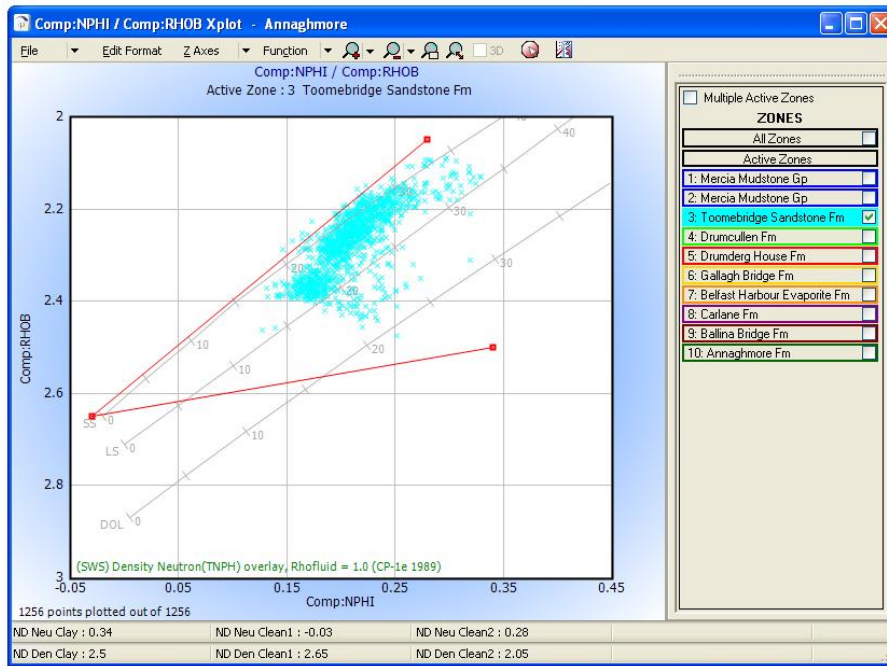 Comp:NPHI / Comp:RHOB Xplot - Annaghmore
File Edit Format Z Axes Function 3D
Comp:NPHI / Comp:RHOB
Active Zone : 3 Toomebridge Sandstone Fm
2
2.2
2.4
2.6
2.8
3
Comp:RHOB
40
30
30
20
20
30
10
10
20
10
SS 0
LS 0
DOL 0
(SWS) Density Neutron(TNPH) overlay, Rhofluid = 1.0 (CP-1e 1989)
-0.05 0.05 0.15 0.25 0.35 0.45
Comp:NPHI
1256 points plotted out of 1256
Multiple Active Zones
ZONES
All Zones
Active Zones
1: Mercia Mudstone Gp
2: Mercia Mudstone Gp
3: Toomebridge Sandstone Fm
4: Drumcullen Fm
5: Drumderg House Fm
6: Gallagh Bridge Fm
7: Belfast Harbour Evaporite Fm
8: Carlane Fm
9: Ballina Bridge Fm
10: Annaghmore Fm
ND Neu Clay : 0.34 ND Neu Clean1 : -0.03 ND Neu Clean2 : 0.28
ND Den Clay : 2.5 ND Den Clean1 : 2.65 ND Den Clean2 : 2.05